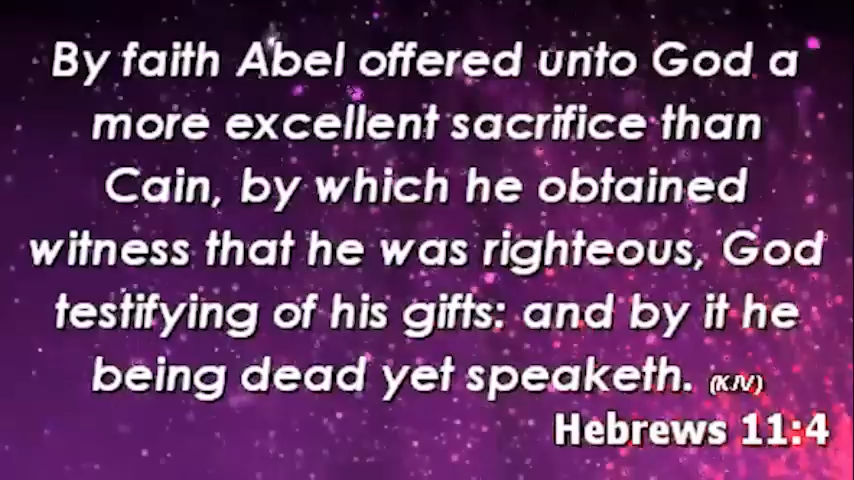 By faith Abel offered unto God a
more excellent sacrifice than
Cain, by which he obtained
witness that he was righteous, God
testifying of his gifts: and by it he
being dead yet speaketh. (KJV)
Hebrews 11:4